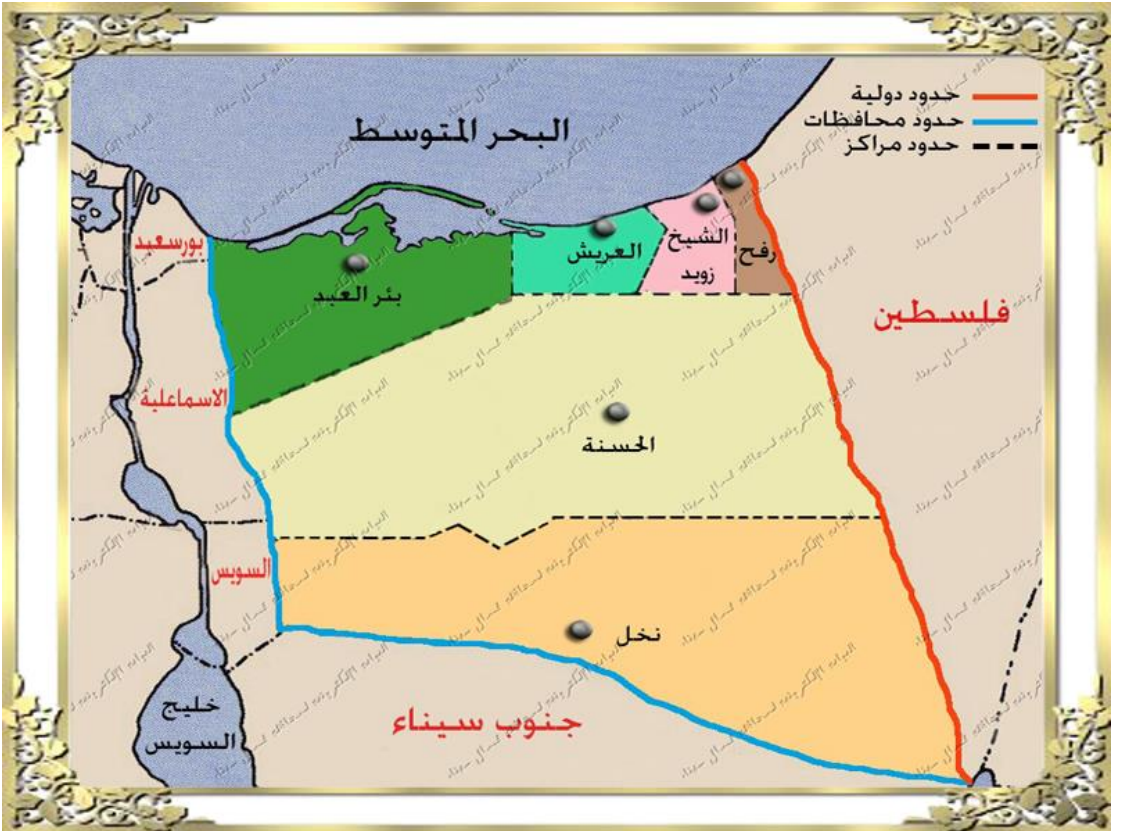 حدود دولية
حدود محافظات
حدود مراكز
البحر المتوسط
بورسعيد
بئر العبد
العريش
الشيخ
زويد
رفح
فلسطين
الاسماعلية
الحسنة
السويس
نخل
خليج
السويس
جنوب سيناء